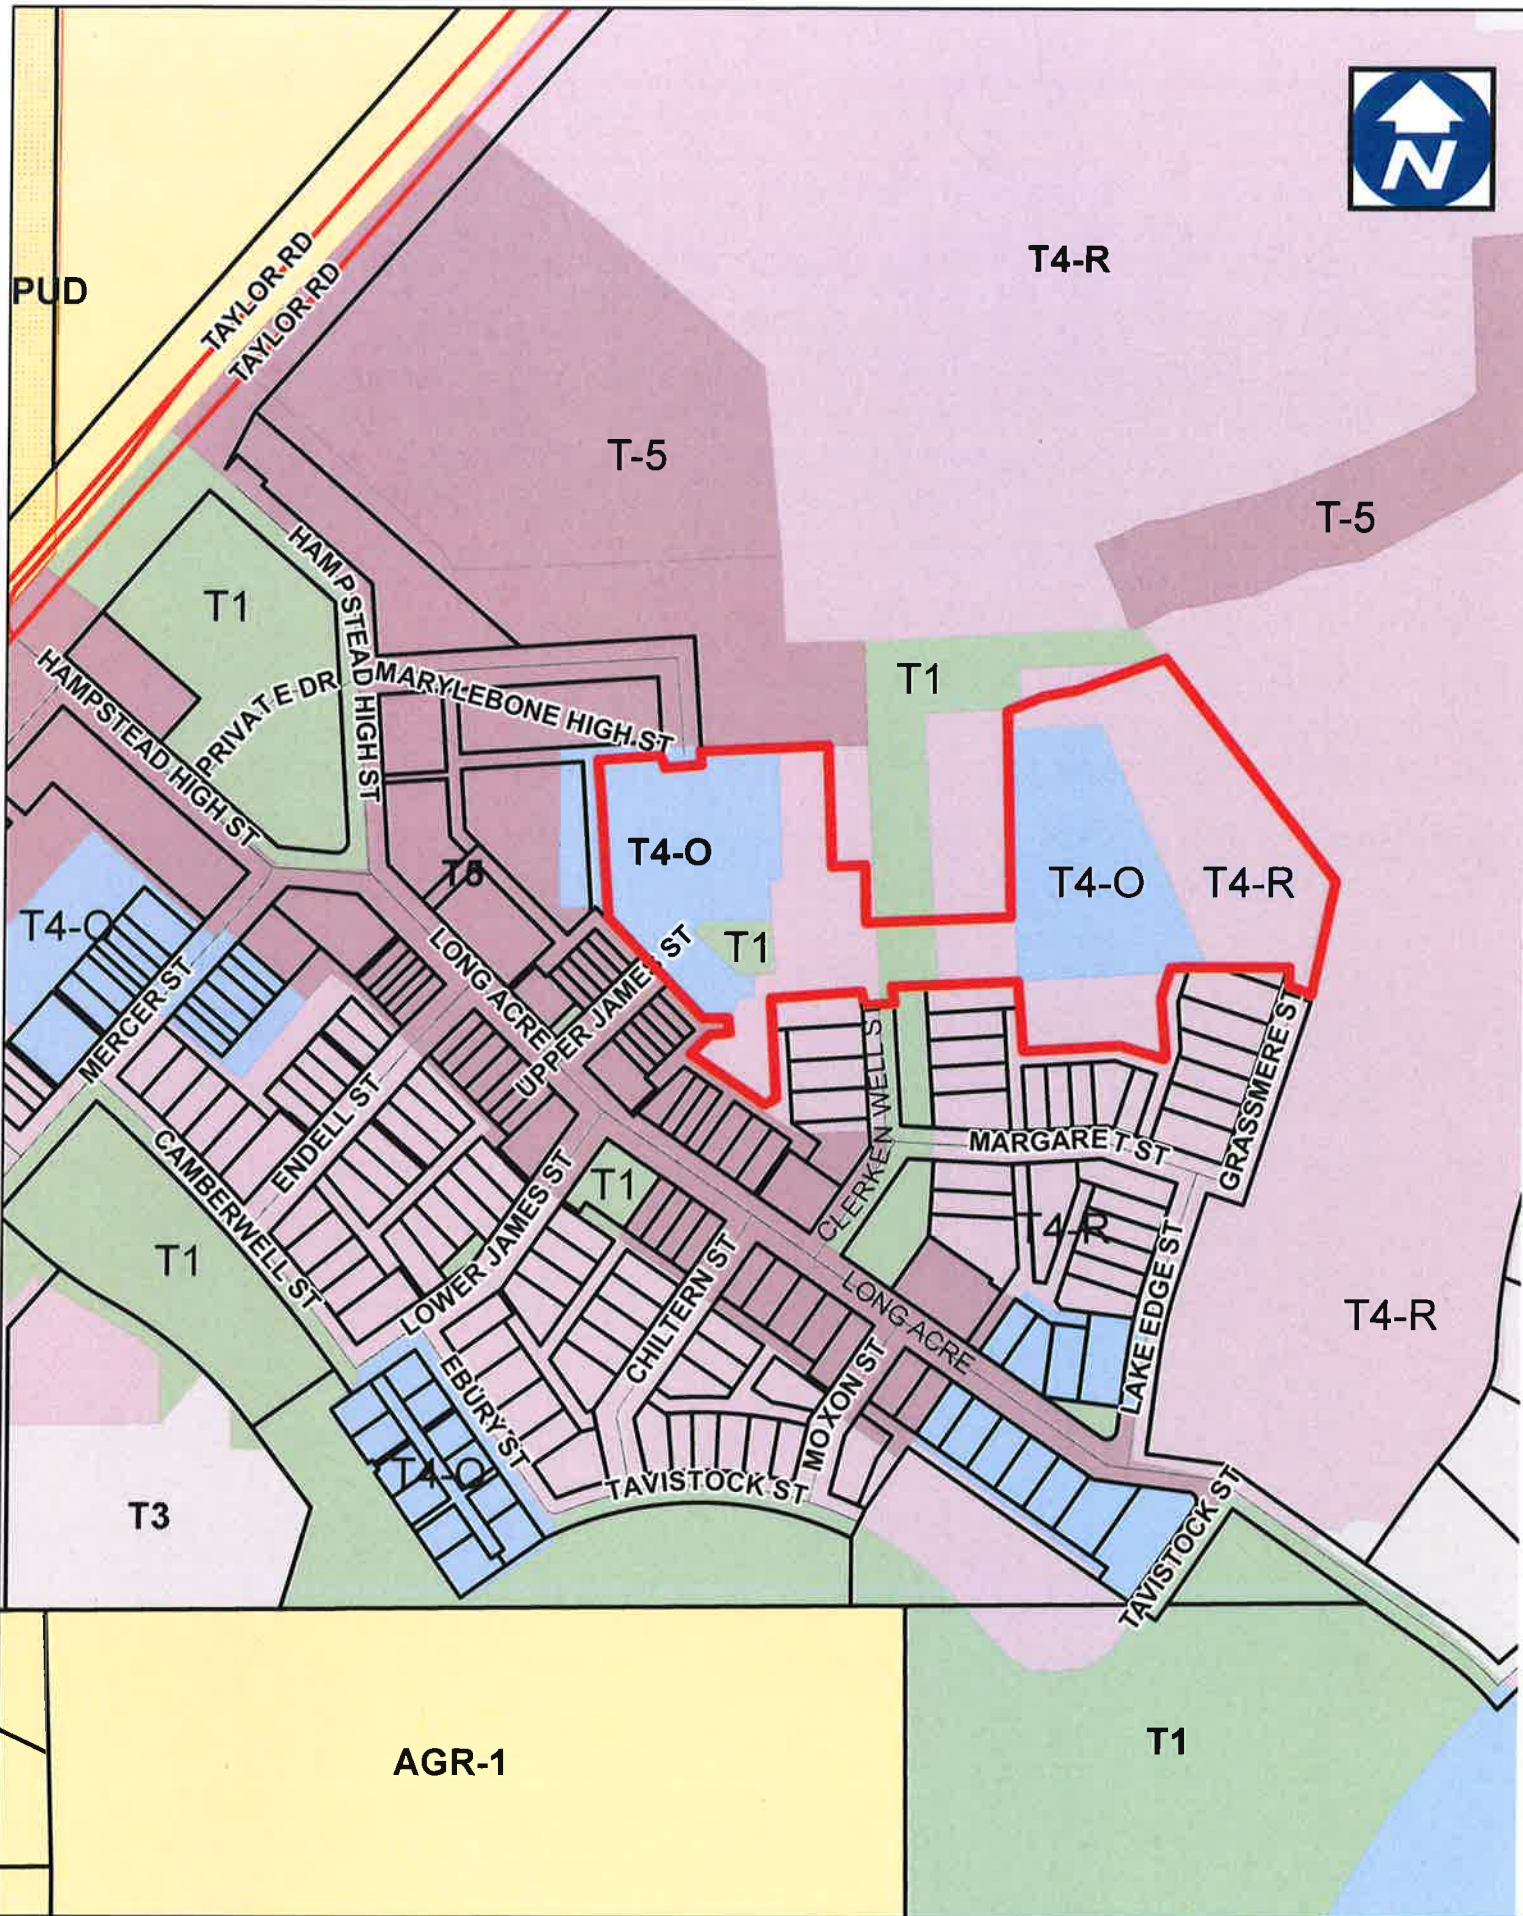 N
T4-R
TAYLOR RD
TAYLOR RD
PUD
T-5
T-5
HAMPSTEAD HIGH ST
T1
T1
HAMPSTEAD HIGH ST
PRIVATE DR
MARYLEBONE HIGH ST
T4-O
T5
T4-O
T4-R
T4-O
T1
LONG ACRE
UPPER JAMES ST
MERCER ST
CLERKEN WELL S
ENDELL ST
CAMBERWELL ST
MARGARET ST
GRASSMERE ST
T1
T4-R
T1
LOWER JAMES ST
CHILTERN ST
LONG ACRE
LAKE EDGE ST
T4-R
EBURY ST
MOXON ST
T4-O
TAVISTOCK ST
T3
TAVISTOCK ST
AGR-1
T1